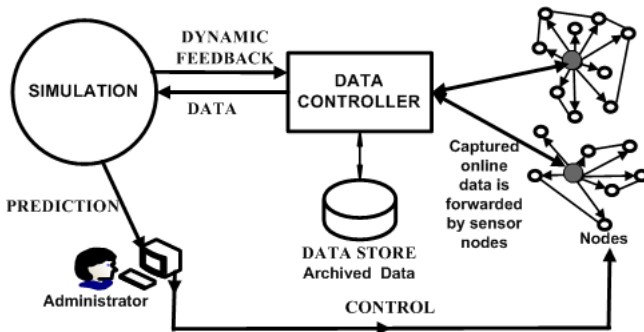 DYNAMIC
FEEDBACK
SIMULATION
DATA
DATA
CONTROLLER
Captured
online
data is
forwarded
by sensor
nodes
PREDICTION
DATA STORE
Archived Data
Nodes
Administrator
CONTROL